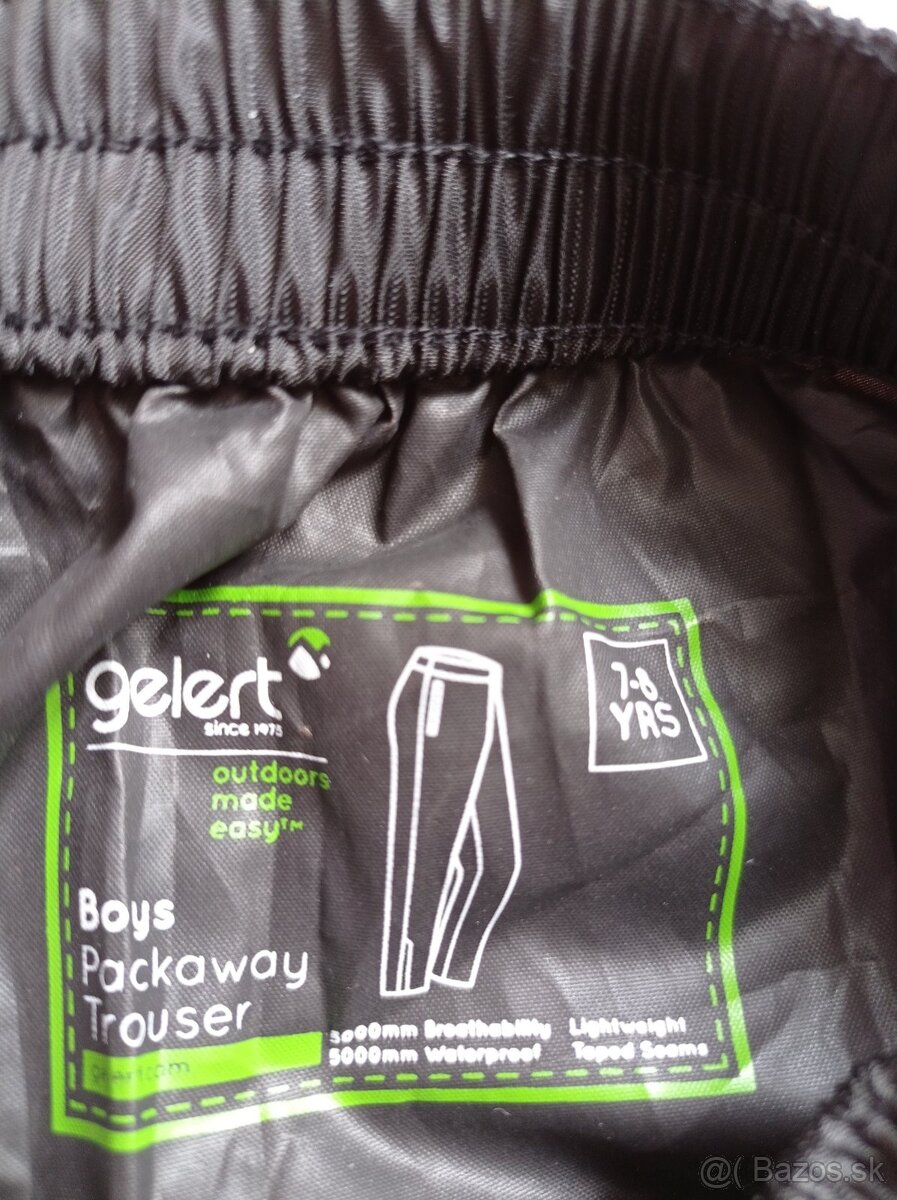 gelert
since 1975
outdoors
made
easy™
7-8
YRS
Boys
Packaway
Trouser
5000mm Breathability
5000mm Waterproof
Lightweight
Taped Seams
@( Bazos.sk